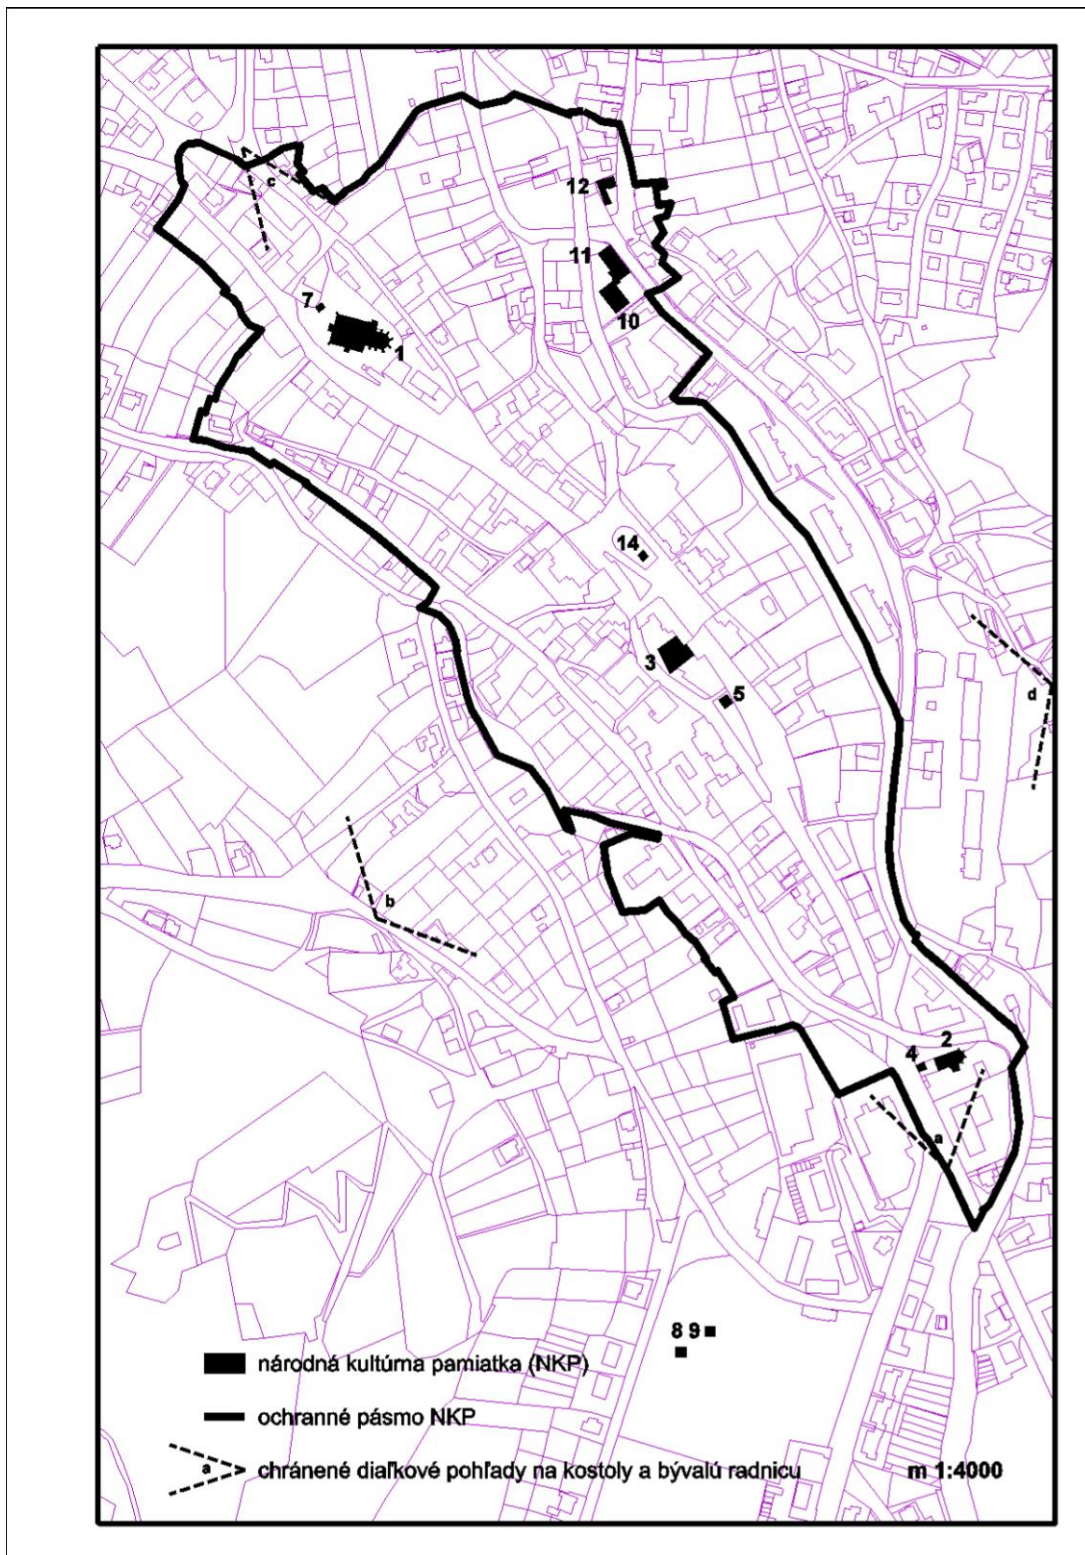 c
12
11
7
10
1
14
3
5
d
b
2
4
a
8 9
národná kultúrna pamiatka (NKP)
ochranné pásmo NKP
a chránené diaľkové pohľady na kostoly a bývalú radnicu m 1:4000